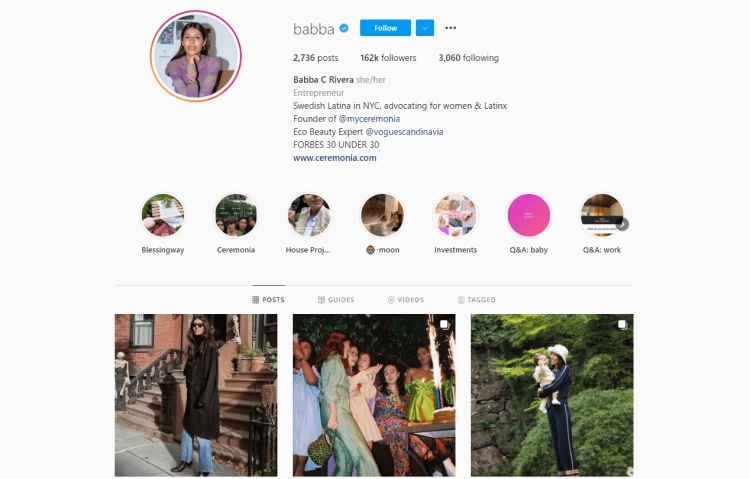 babba Follow
2,736 posts 162k followers 3,060 following
Babba C Rivera she/her
Entrepreneur
Swedish Latina in NYC, advocating for women & Latinx
Founder of @myceremonia
Eco Beauty Expert @voguescandinavia
FORBES 30 UNDER 30
www.ceremonia.com
Blessingway Ceremonia House Proj... -moon Investments Q&A: baby Q&A: work
POSTS GUIDES VIDEOS TAGGED